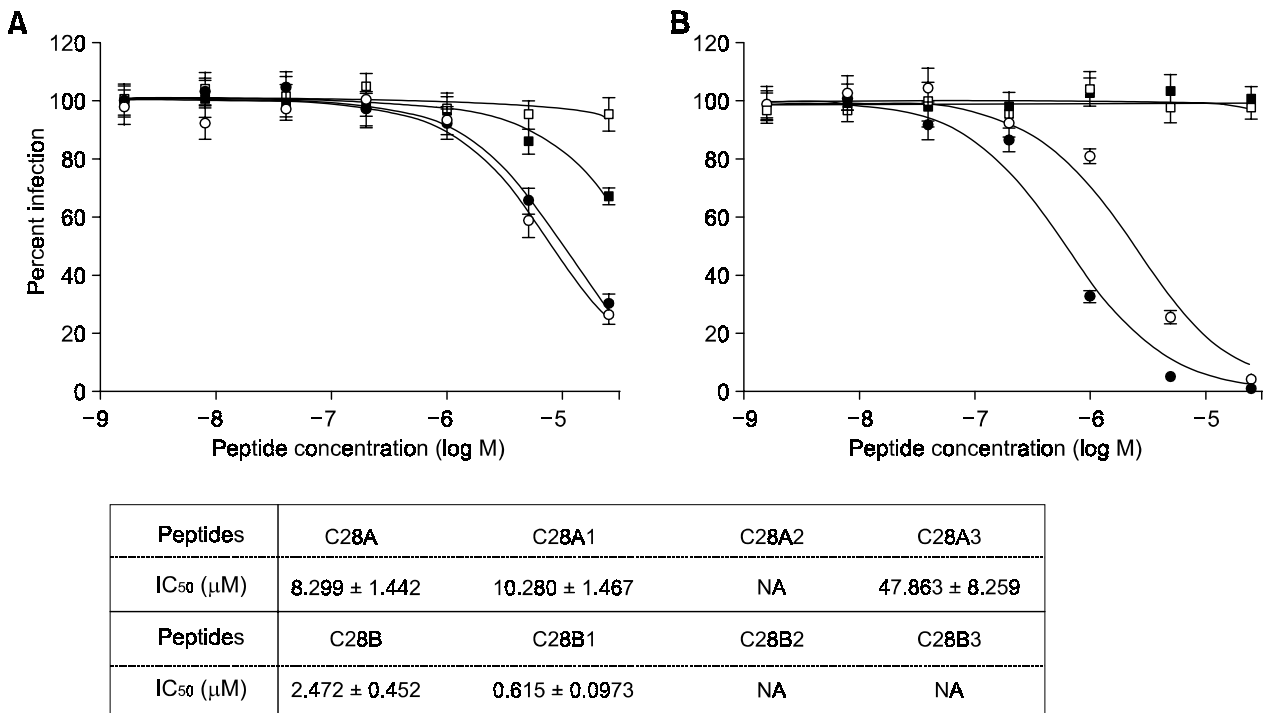 A
B
120
100
80
60
40
20
0
Percent infection
−9
−8
−7
−6
−5
Peptide concentration (log M)
120
100
80
60
40
20
0
−9
−8
−7
−6
−5
Peptide concentration (log M)
Peptides C28A C28A1 C28A2 C28A3
IC50 (μM) 8.299 ± 1.442 10.280 ± 1.467 NA 47.863 ± 8.259
Peptides C28B C28B1 C28B2 C28B3
IC50 (μM) 2.472 ± 0.452 0.615 ± 0.0973 NA NA